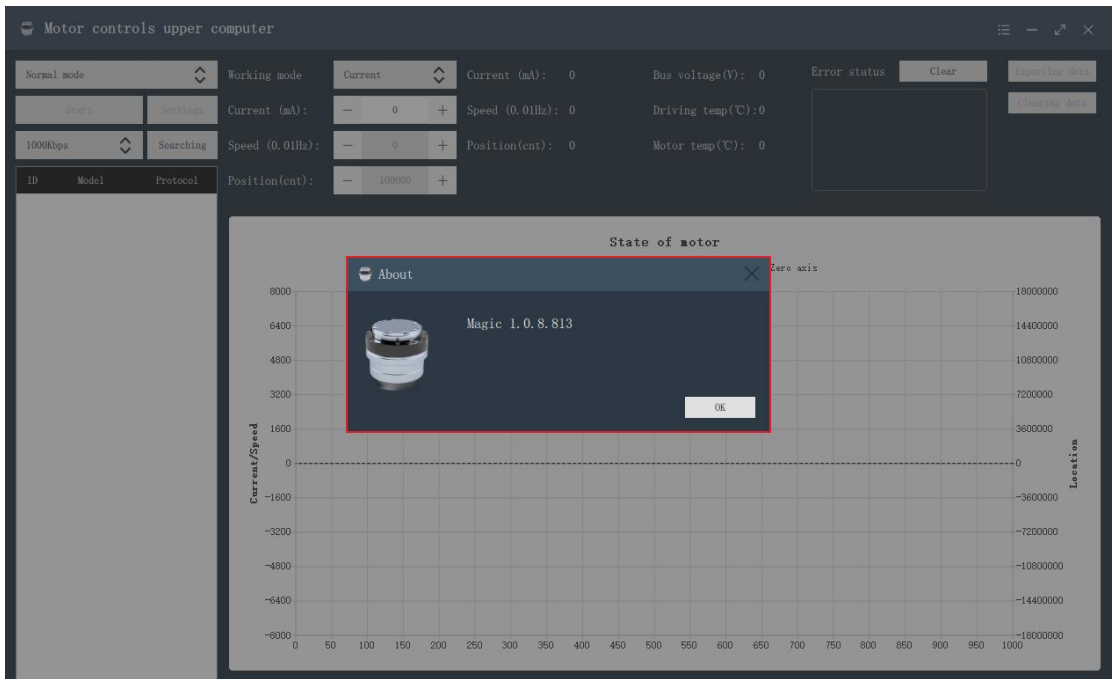 Motor controls upper computer
Normal mode
Start
Settings
1000Kbps
Searching
ID Model Protocol
Working mode Current
Current (mA): - 0 +
Speed (0.01Hz): - 0 +
Position(cnt): - 100000 +
Current (mA): 0
Speed (0.01Hz): 0
Position(cnt): 0
Bus voltage(V): 0
Driving temp(℃):0
Motor temp(℃): 0
Error status
Clear
Exporting data
Clearing data
State of motor
Zero axis
About
Magic 1.0.8.813
OK
Current/Speed
8000
6400
4800
3200
1600
0
-1600
-3200
-4800
-6400
-8000
18000000
14400000
10800000
7200000
3600000
0
-3600000
-7200000
-10800000
-14400000
-18000000
Location
0 50 100 150 200 250 300 350 400 450 500 550 600 650 700 750 800 850 900 950 1000